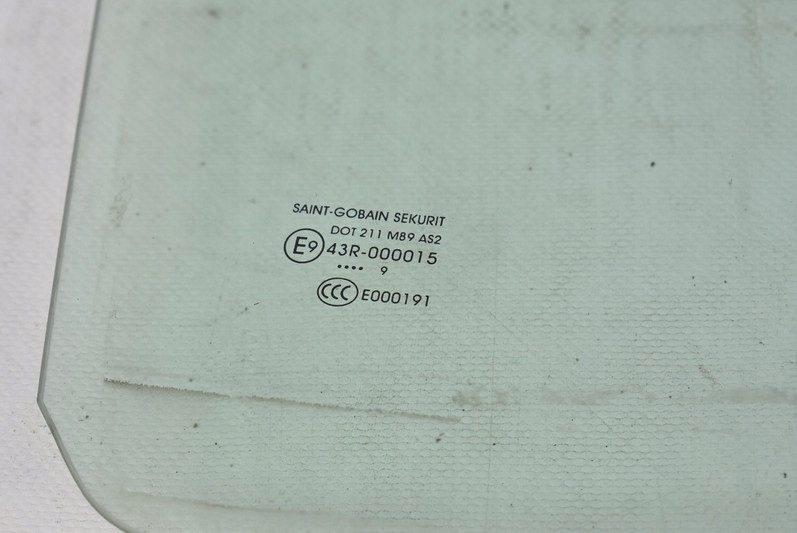 SAINT-GOBAIN SEKURIT
DOT 211 M89 AS2
E9 43R-000015
•••• 9
CCC E000191